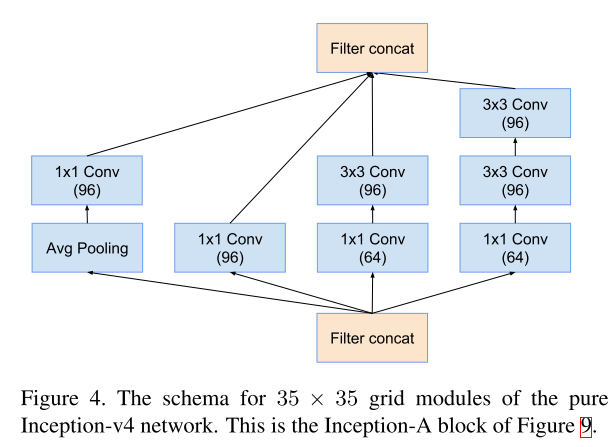 Filter concat
3x3 Conv
(96)
1x1 Conv
(96)
3x3 Conv
(96)
3x3 Conv
(96)
Avg Pooling
1x1 Conv
(96)
1x1 Conv
(64)
1x1 Conv
(64)
Filter concat
Figure 4. The schema for 35 × 35 grid modules of the pure
Inception-v4 network. This is the Inception-A block of Figure 9.